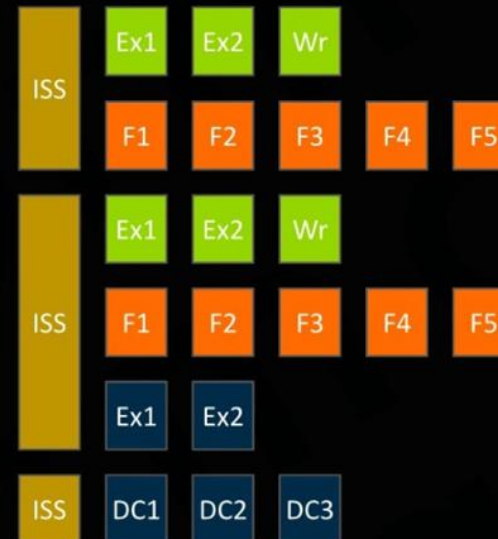 Ex1 Ex2 Wr
ISS
F1 F2 F3 F4 F5
Ex1 Ex2 Wr
ISS F1 F2 F3 F4 F5
Ex1 Ex2
ISS DC1 DC2 DC3